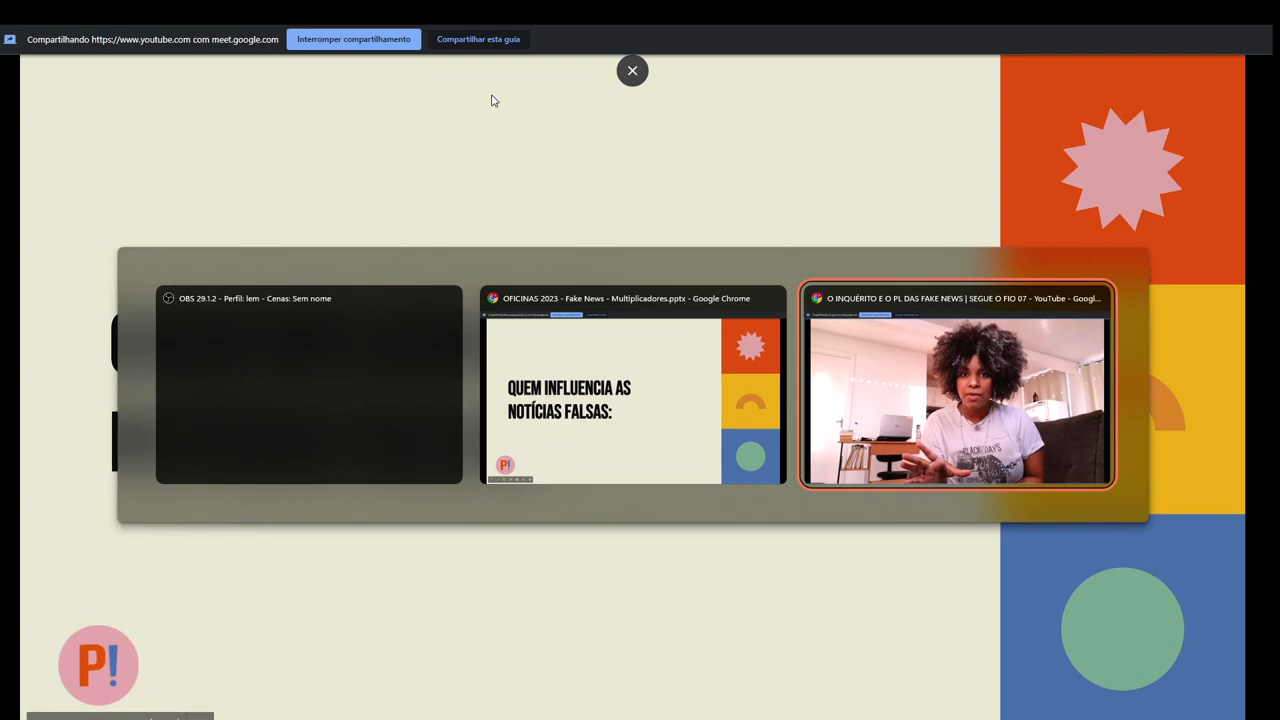 Compartilhando https://www.youtube.com com meet.google.com
Interromper compartilhamento
Compartilhar esta guia
OBS 29.1.2 - Perfil: lem - Cenas: Sem nome
OFICINAS 2023 - Fake News - Multiplicadores.pptx - Google Chrome
O INQUÉRITO E O PL DAS FAKE NEWS | SEGUE O FIO 07 - YouTube - Googl...
QUEM INFLUENCIA AS
NOTÍCIAS FALSAS:
P!
P!